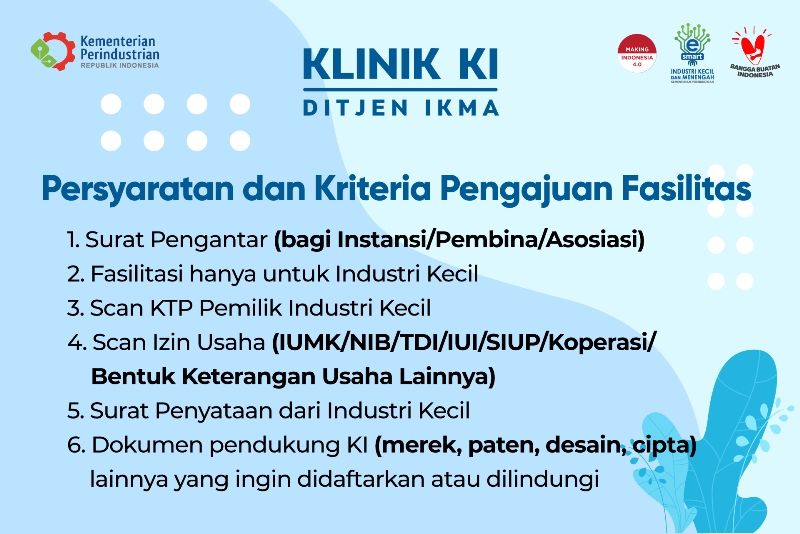 Kementerian
Perindustrian
REPUBLIK INDONESIA
KLINIK KI
DITJEN IKMA
MAKING
INDONESIA
4.0
e
smart
INDUSTRI KECIL
DAN MENENGAH
BANGGA BUATAN
INDONESIA
Persyaratan dan Kriteria Pengajuan Fasilitas
1. Surat Pengantar (bagi Instansi/Pembina/Asosiasi)
2. Fasilitasi hanya untuk Industri Kecil
3. Scan KTP Pemilik Industri Kecil
4. Scan Izin Usaha (IUMK/NIB/TDI/IUI/SIUP/Koperasi/
Bentuk Keterangan Usaha Lainnya)
5. Surat Penyataan dari Industri Kecil
6. Dokumen pendukung KI (merek, paten, desain, cipta)
lainnya yang ingin didaftarkan atau dilindungi